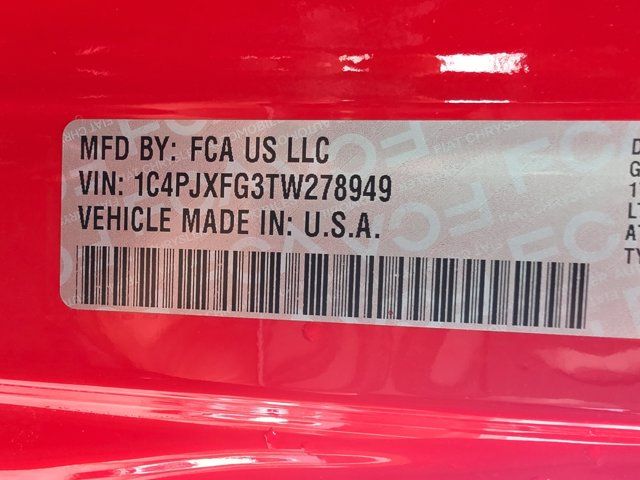 MFD BY: FCA US LLC
VIN: 1C4PJXFG3TW278949
VEHICLE MADE IN: U.S.A.